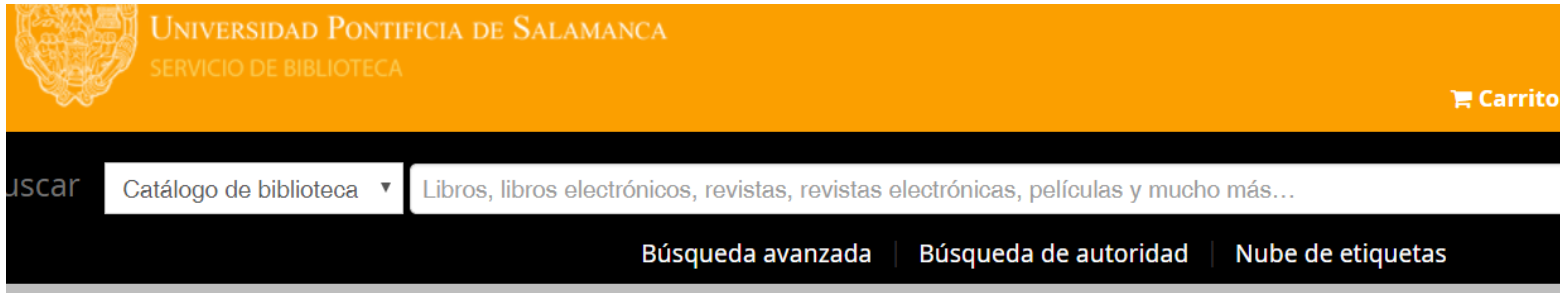 UNIVERSIDAD PONTIFICIA DE SALAMANCA
SERVICIO DE BIBLIOTECA
Carrito
uscar Catálogo de biblioteca Libros, libros electrónicos, revistas, revistas electrónicas, películas y mucho más...
Búsqueda avanzada Búsqueda de autoridad Nube de etiquetas